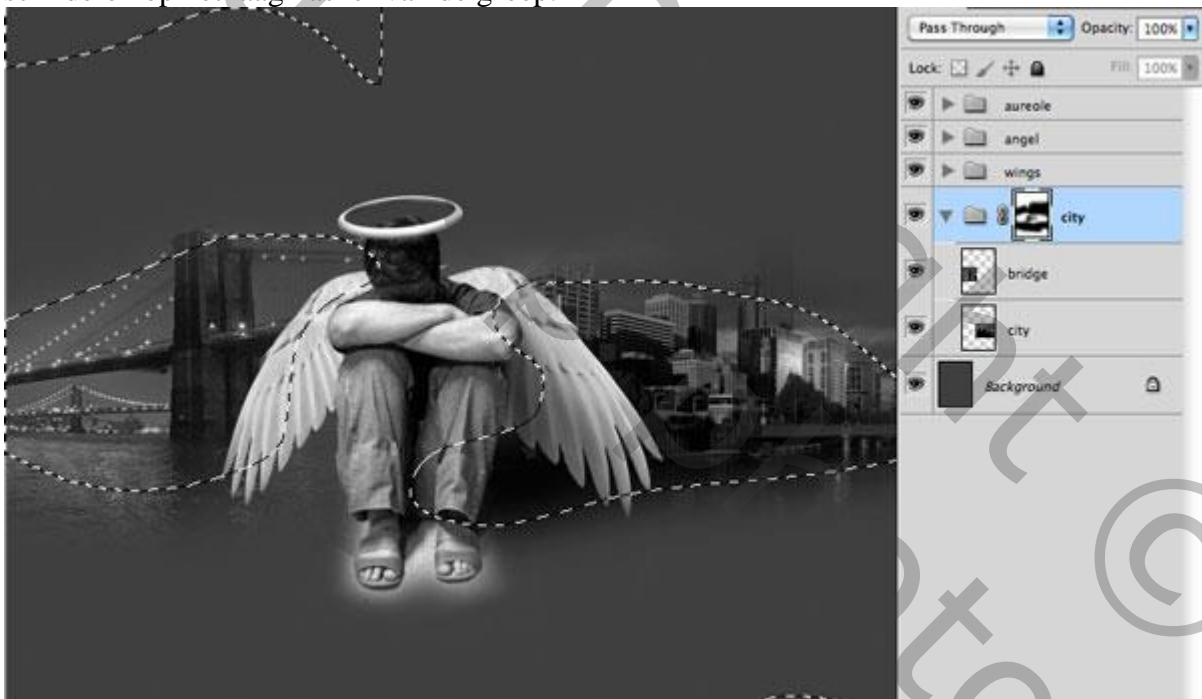 Pass Through Opacity: 100%
Lock: Fill: 100%
aureole
angel
wings
city
bridge
city
Background